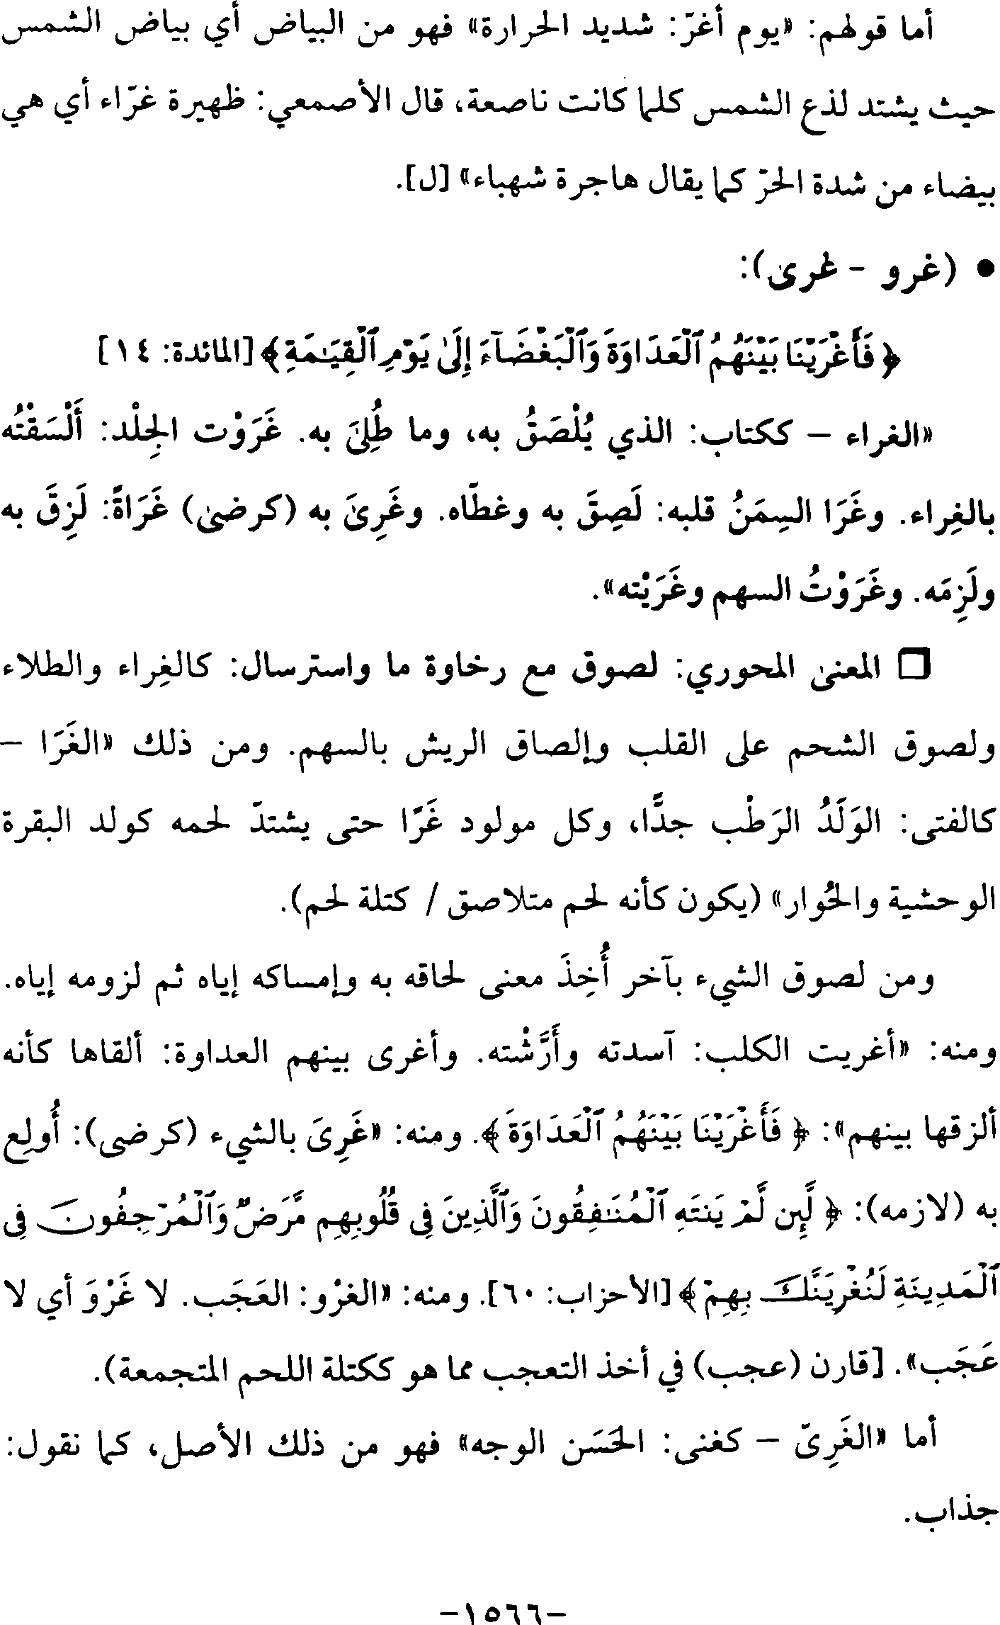 أما قولهم: «يوم أغرّ: شديد الحرارة» فهو من البياض أي بياض الشمس
حيث يشتد لذع الشمس كلما كانت ناصعة، قال الأصمعي: ظهيرة غرّاء أي هي
بيضاء من شدة الحرّ كما يقال هاجرة شهباء» [ل].
• (غرو - غرى):
﴿فَأَغْرَيْنَا بَيْنَهُمُ ٱلْعَدَاوَةَ وَٱلْبَغْضَآءَ إِلَىٰ يَوْمِ ٱلْقِيَـٰمَةِ﴾ [المائدة: ١٤]
«الغراء – ككتاب: الذي يُلْصَقُ به، وما طُلِىَ به. غَرَوْت الجِلْد: أَلْسَقْتُه
بالغِراء. وغَرَا السِمَنُ قلبه: لَصِقَ به وغطّاه. وغَرِىَ به (كرضىٰ) غَرَاةً: لَزِقَ به
ولَزِمَه. وغَرَوْتُ السهم وغَرَيْته».
□ المعنىٰ المحوري: لصوق مع رخاوة ما واسترسال: كالغِراء والطلاء
ولصوق الشحم على القلب وإلصاق الريش بالسهم. ومن ذلك «الغَرَا –
كالفتى: الوَلَدُ الرَطْب جدًّا، وكل مولود غَرًا حتى يشتدّ لحمه كولد البقرة
الوحشية والحُوار» (يكون كأنه لحم متلاصق / كتلة لحم).
ومن لصوق الشيء بآخر أُخِذَ معنى لحاقه به وإمساكه إياه ثم لزومه إياه.
ومنه: «أغريت الكلب: آسدته وأَرَّشْته. وأغرى بينهم العداوة: ألقاها كأنه
ألزقها بينهم»: ﴿فَأَغْرَيْنَا بَيْنَهُمُ ٱلْعَدَاوَةَ﴾. ومنه: «غَرِىَ بالشيء (كرضى): أُولِع
به (لازمه): ﴿لَّئِن لَّمْ يَنتَهِ ٱلْمُنَـٰفِقُونَ وَٱلَّذِينَ فِى قُلُوبِهِم مَّرَضٌ وَٱلْمُرْجِفُونَ فِى
ٱلْمَدِينَةِ لَنُغْرِيَنَّكَ بِهِمْ﴾ [الأحزاب: ٦٠]. ومنه: «الغرْو: العَجَب. لا غَرْوَ أي لا
عَجَب». [قارن (عجب) في أخذ التعجب مما هو ككتلة اللحم المتجمعة).
أما «الغَرِىّ – كغنى: الحَسَن الوجه» فهو من ذلك الأصل، كما نقول:
جذاب.
-١٥٦٦-